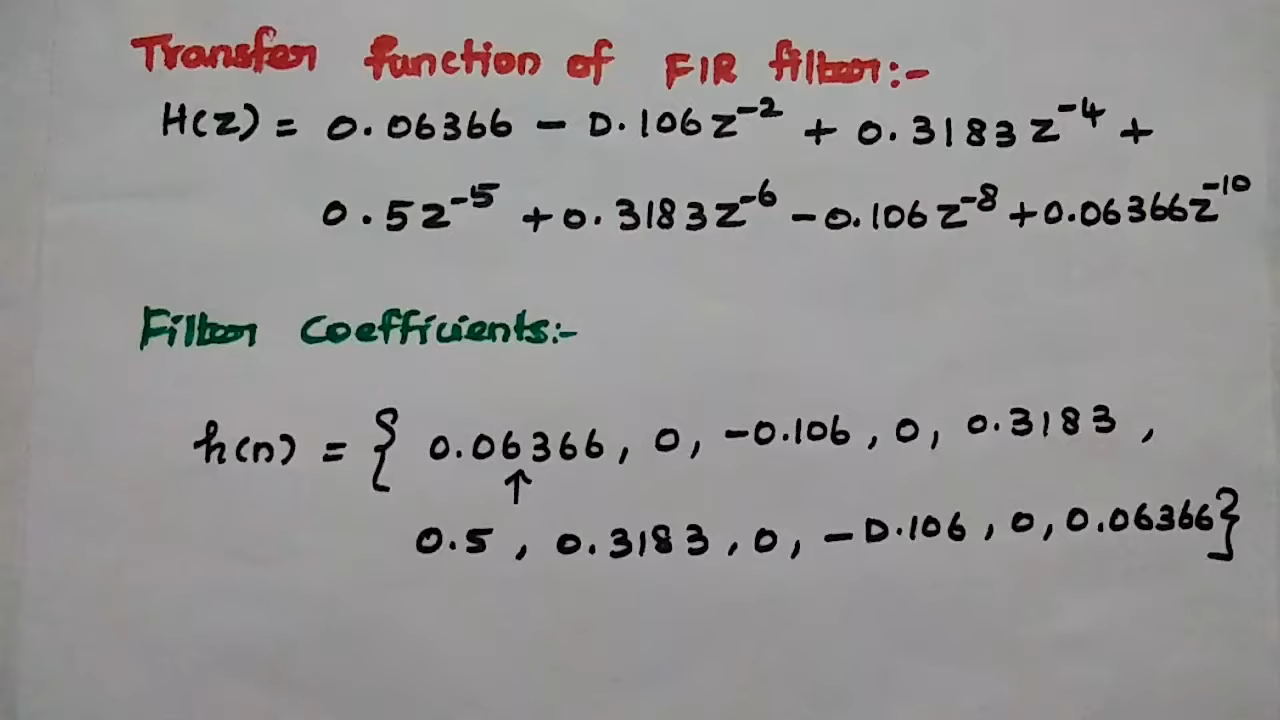 Transfer function of FIR filter:-
H(z) = 0.06366 - 0.106z⁻² + 0.3183z⁻⁴ +
0.5z⁻⁵ + 0.3183z⁻⁶ - 0.106z⁻⁸ + 0.06366z⁻¹⁰
Filter Coefficients:-
h(n) = { 0.06366, 0, -0.106, 0, 0.3183,
↑
0.5, 0.3183, 0, -0.106, 0, 0.06366}